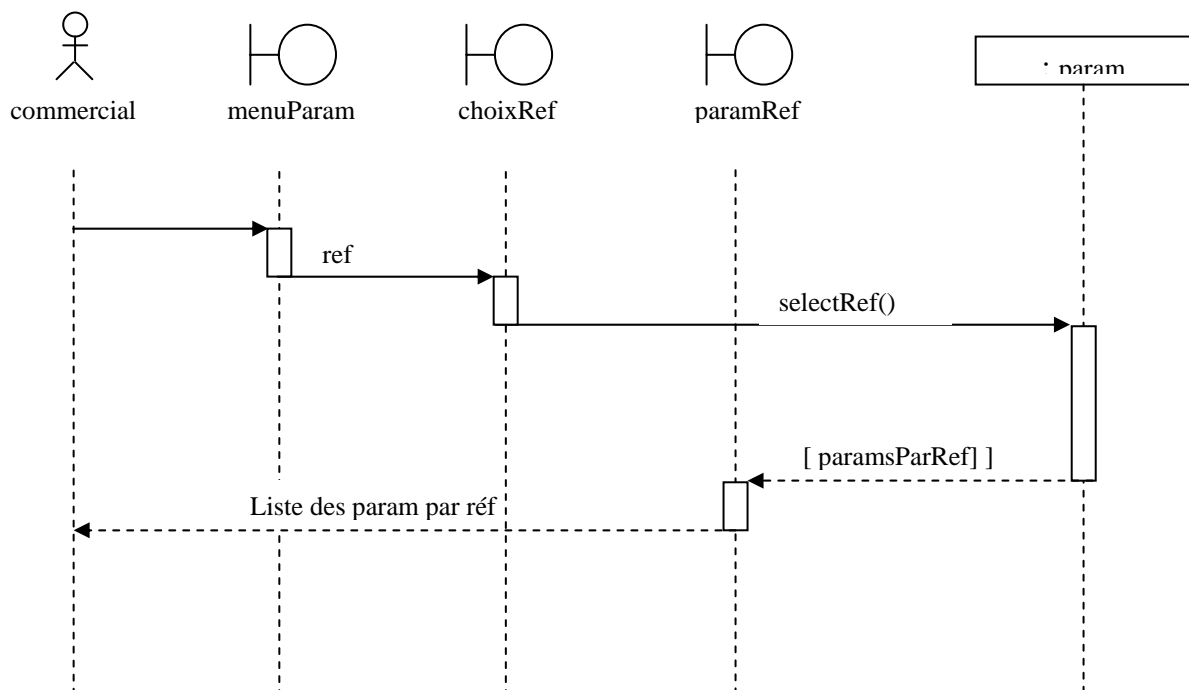 commercial
menuParam
choixRef
paramRef
: param
ref
selectRef()
[ paramsParRef] ]
Liste des param par réf